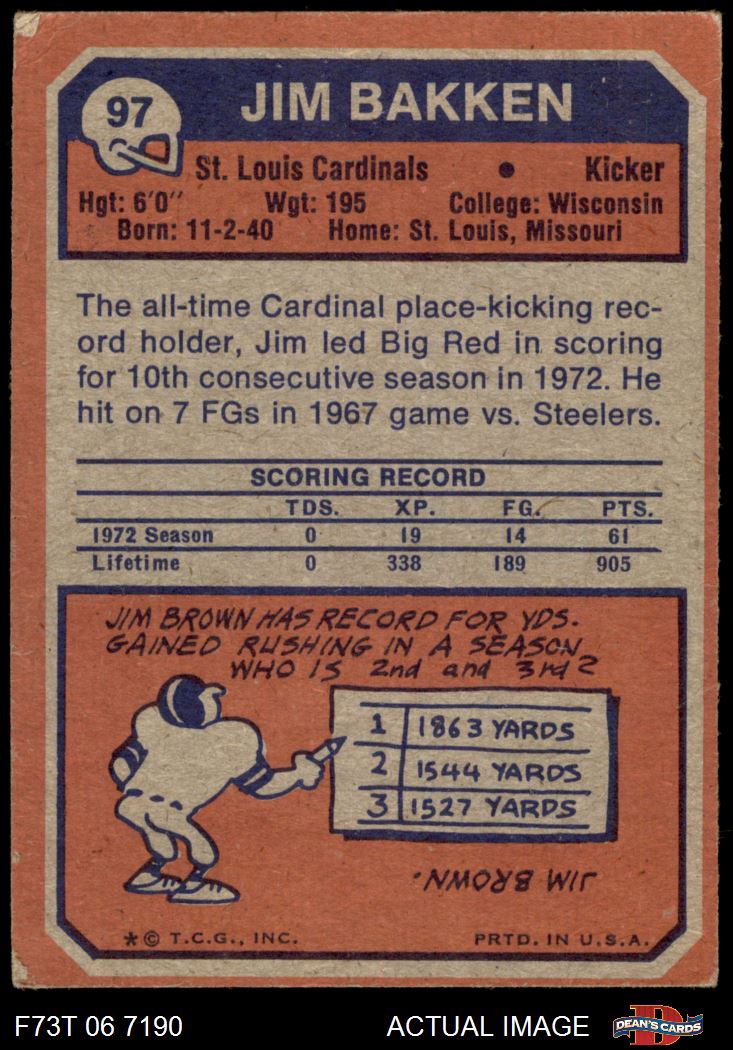 97
JIM BAKKEN
St. Louis Cardinals • Kicker
Hgt: 6'0" Wgt: 195 College: Wisconsin
Born: 11-2-40 Home: St. Louis, Missouri
The all-time Cardinal place-kicking rec-
ord holder, Jim led Big Red in scoring
for 10th consecutive season in 1972. He
hit on 7 FGs in 1967 game vs. Steelers.
SCORING RECORD
TDS. XP. FG. PTS.
1972 Season 0 19 14 61
Lifetime 0 338 189 905
JIM BROWN HAS RECORD FOR YDS.
GAINED RUSHING IN A SEASON
WHO IS 2nd and 3rd?
1 1863 YARDS
2 1544 YARDS
3 1527 YARDS
JIM BROWN.
*© T.C.G., INC. PRTD. IN U.S.A.
F73T 06 7190 ACTUAL IMAGE
D
DEAN'S CARDS